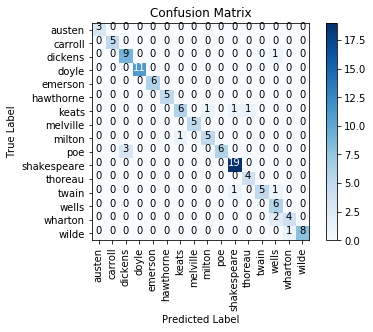 Confusion Matrix
True Label
austen 3 0 0 0 0 0 0 0 0 0 0 0 0 0 0 0
carroll 0 5 0 0 0 0 0 0 0 0 0 0 0 0 0 0
dickens 0 0 9 0 0 0 0 0 0 0 0 0 0 1 0 0
doyle 0 0 0 11 0 0 0 0 0 0 0 0 0 0 0 0
emerson 0 0 0 0 6 0 0 0 0 0 0 0 0 0 0 0
hawthorne 0 0 0 0 0 5 0 0 0 0 0 0 0 0 0 0
keats 0 0 0 0 0 0 6 0 1 0 1 1 0 0 0 0
melville 0 0 0 0 0 0 0 5 0 0 0 0 0 0 0 0
milton 0 0 0 0 0 0 1 0 5 0 0 0 0 0 0 0
poe 0 0 3 0 0 0 0 0 0 6 0 0 0 0 0 0
shakespeare 0 0 0 0 0 0 0 0 0 0 19 0 0 0 0 0
thoreau 0 0 0 0 0 0 0 0 0 0 0 4 0 0 0 0
twain 0 0 0 0 0 0 0 0 0 0 1 0 5 1 0 0
wells 0 0 0 0 0 0 0 0 0 0 0 0 0 6 0 0
wharton 0 0 0 0 0 0 0 0 0 0 0 0 0 2 4 0
wilde 0 0 0 0 0 0 0 0 0 0 0 0 0 0 1 8
austen carroll dickens doyle emerson hawthorne keats melville milton poe shakespeare thoreau twain wells wharton wilde
Predicted Label
17.5
15.0
12.5
10.0
7.5
5.0
2.5
0.0